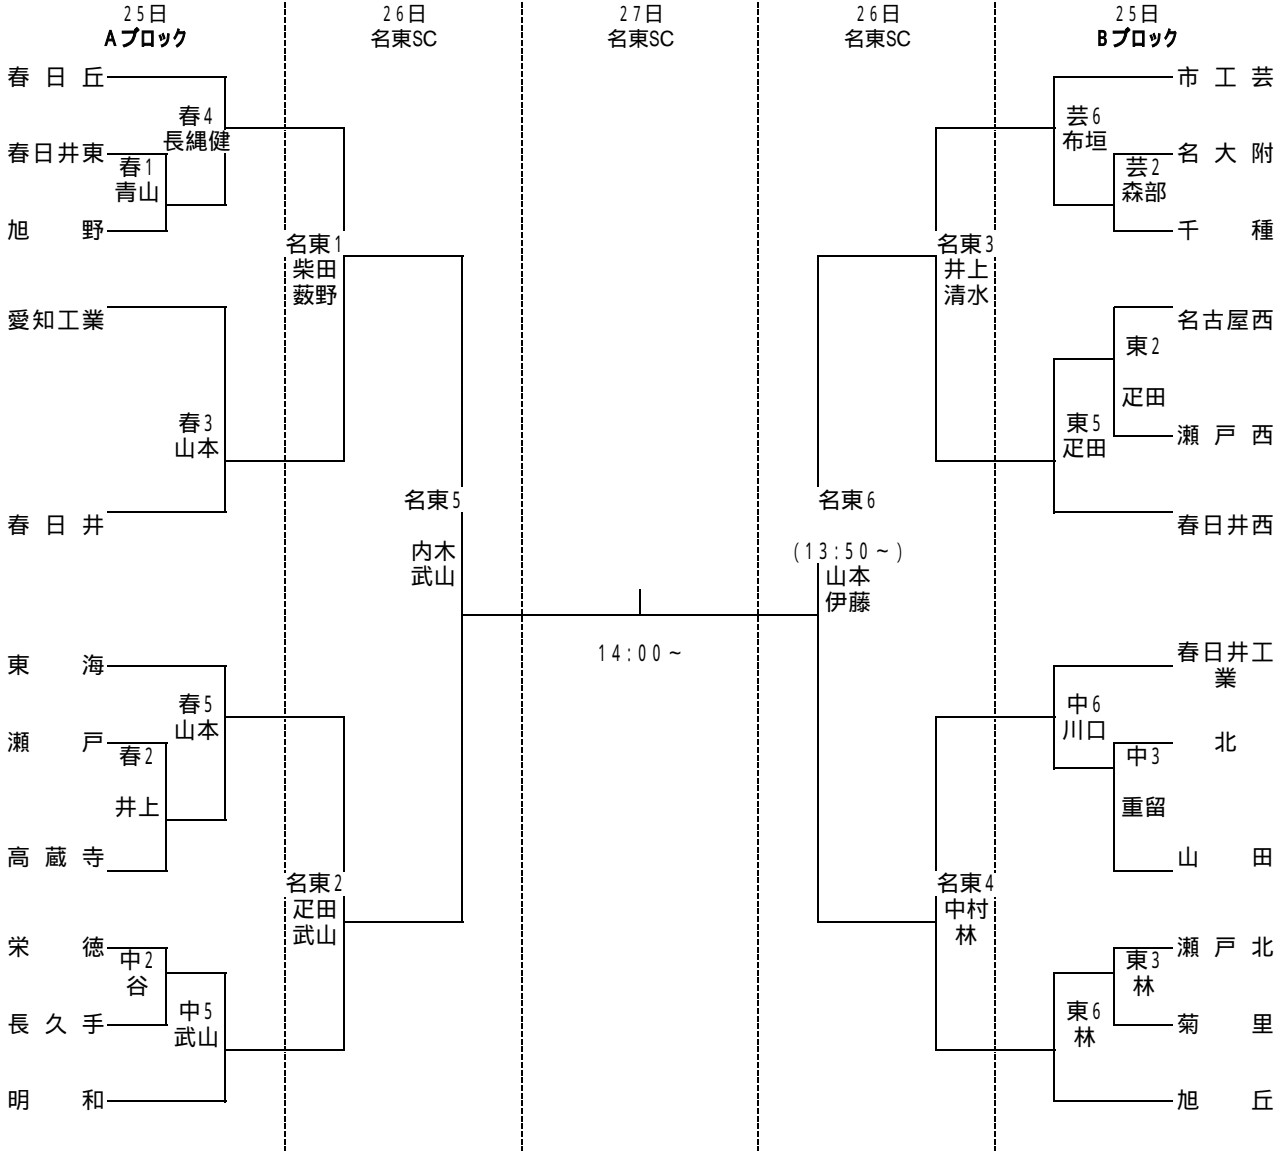 25日
Aブロック
26日
名東SC
27日
名東SC
26日
名東SC
25日
Bブロック
春日丘
春4
長縄健
春日井東
春1
青山
旭野
名東1
柴田
薮野
愛知工業
春3
山本
春日井
名東5
内木
武山
東海
春5
山本
瀬戸
春2
井上
高蔵寺
名東2
疋田
武山
栄徳
中2
谷
中5
武山
長久手
明和
14:00~
市工芸
芸6
布垣
名大附
芸2
森部
千種
名東3
井上
清水
名古屋西
東2
疋田
東5
疋田
瀬戸西
春日井西
名東6
(13:50~)
山本
伊藤
春日井工
業
中6
川口
北
中3
重留
山田
名東4
中村
林
瀬戸北
東3
林
東6
林
菊里
旭丘